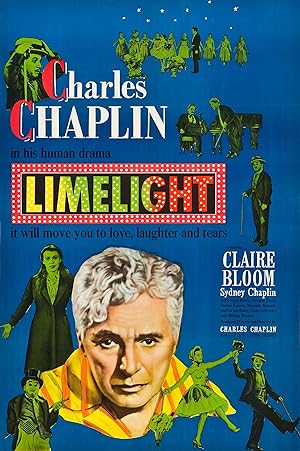 Charles
CHAPLIN
in his human drama
LIMELIGHT
it will move you to love, laughter and tears
CLAIRE
BLOOM
Sydney Chaplin
CHARLES CHAPLIN